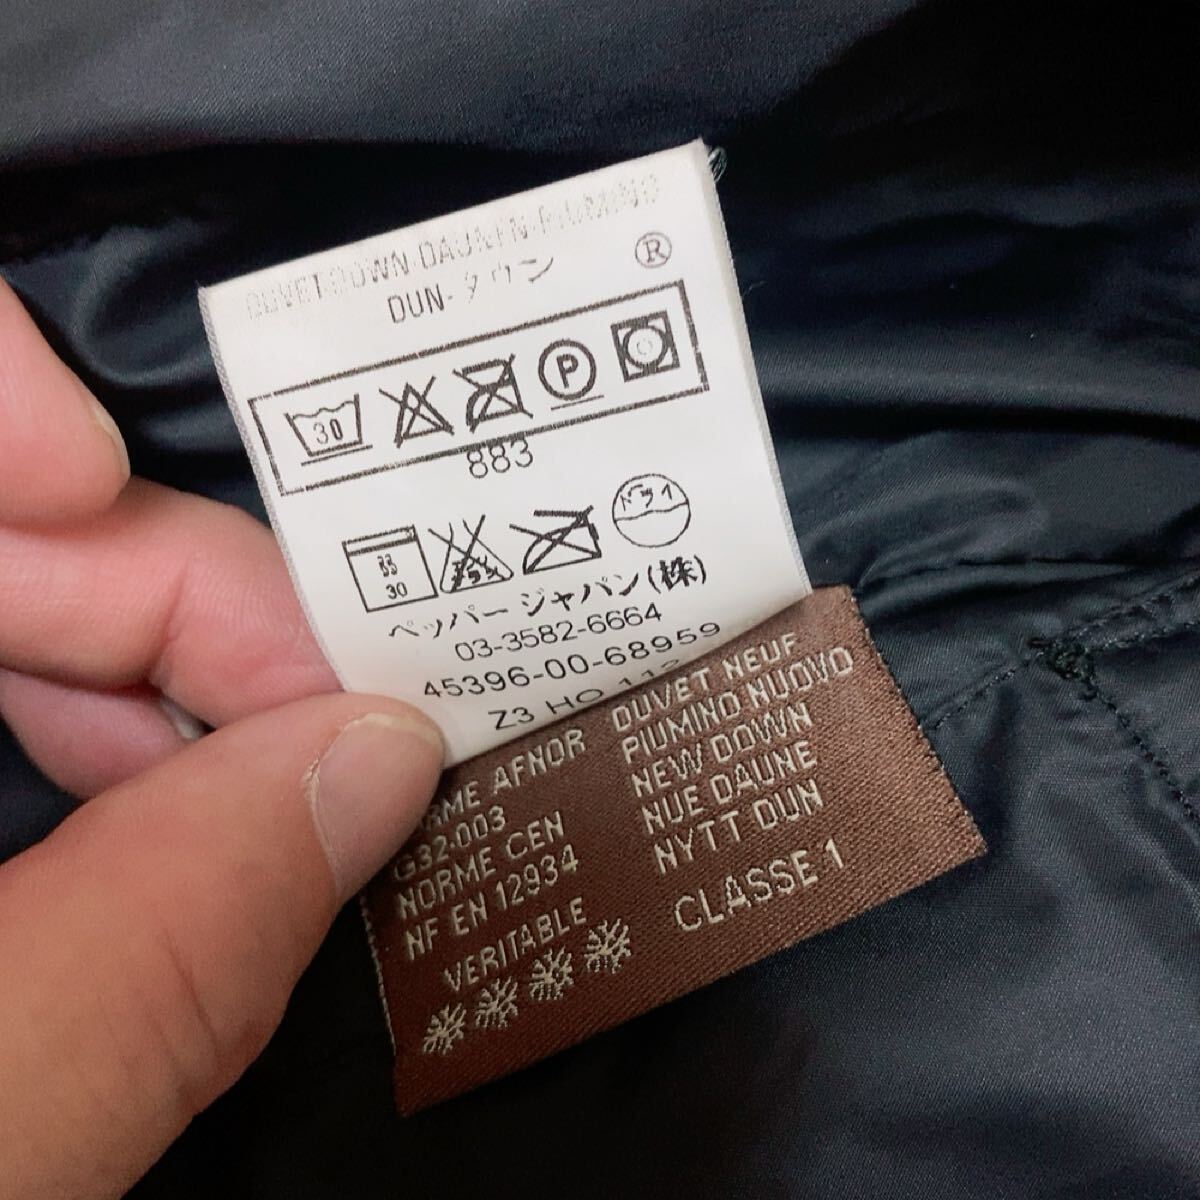 DUVET-DOWN-DAUNEN-PIUMINO
DUN-ダウン ®
30 P
883
30 ドライ
ペッパージャパン(株)
03-3582-6664
45396-00-68959
Z3 HO
NORME AFNOR
G32-003
NORME CEN
NF EN 12934
VERITABLE
DUVET NEUF
PIUMINO NUOVO
NEW DOWN
NUE DAUNE
NYTT DUN
CLASSE 1